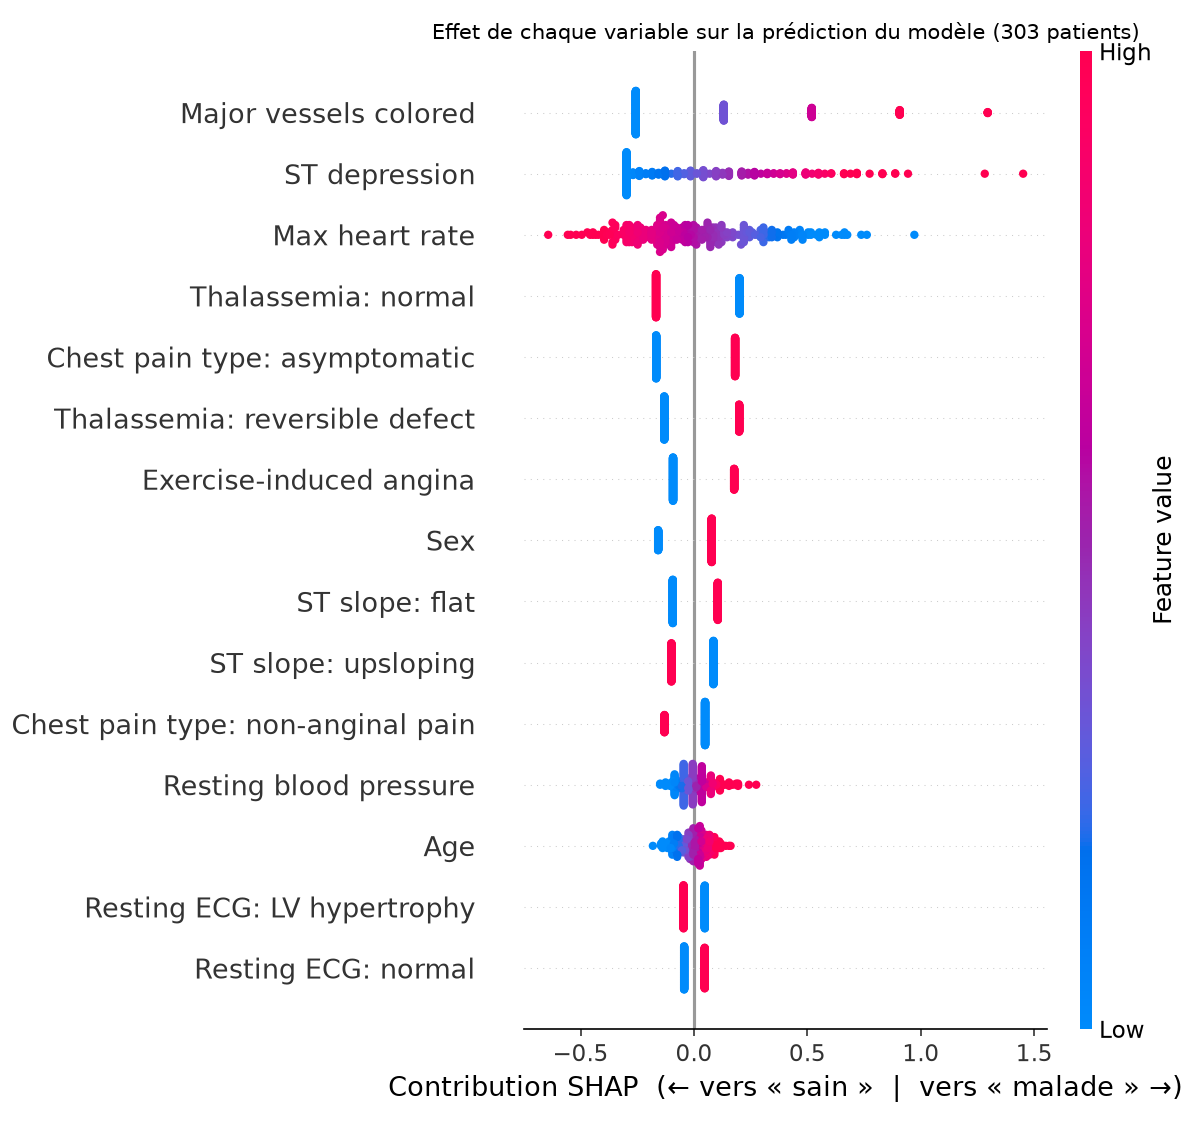 Effet de chaque variable sur la prédiction du modèle (303 patients)
High
Major vessels colored
ST depression
Max heart rate
Thalassemia: normal
Chest pain type: asymptomatic
Thalassemia: reversible defect
Exercise-induced angina
Sex
ST slope: flat
ST slope: upsloping
Chest pain type: non-anginal pain
Resting blood pressure
Age
Resting ECG: LV hypertrophy
Resting ECG: normal
Feature value
Low
−0.5 0.0 0.5 1.0 1.5
Contribution SHAP (← vers « sain » | vers « malade » →)